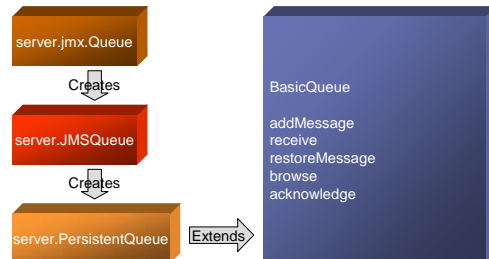 server.jmx.Queue
Creates
server.JMSQueue
Creates
server.PersistentQueue
Extends
BasicQueue
addMessage
receive
restoreMessage
browse
acknowledge